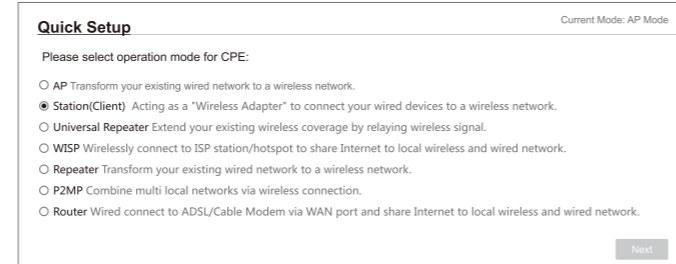 Quick Setup
Current Mode: AP Mode
Please select operation mode for CPE:
AP Transform your existing wired network to a wireless network.
Station(Client) Acting as a "Wireless Adapter" to connect your wired devices to a wireless network.
Universal Repeater Extend your existing wireless coverage by relaying wireless signal.
WISP Wirelessly connect to ISP station/hotspot to share Internet to local wireless and wired network.
Repeater Transform your existing wired network to a wireless network.
P2MP Combine multi local networks via wireless connection.
Router Wired connect to ADSL/Cable Modem via WAN port and share Internet to local wireless and wired network.
Next